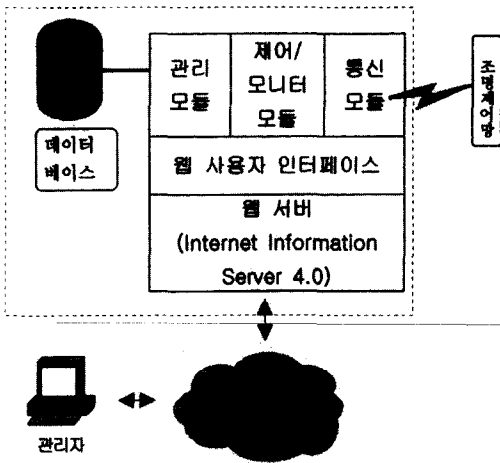 관리
모듈
제어/
모니터
모듈
통신
모듈
조명제어망
데이터
베이스
웹 사용자 인터페이스
웹 서버
(Internet Information
Server 4.0)
관리자